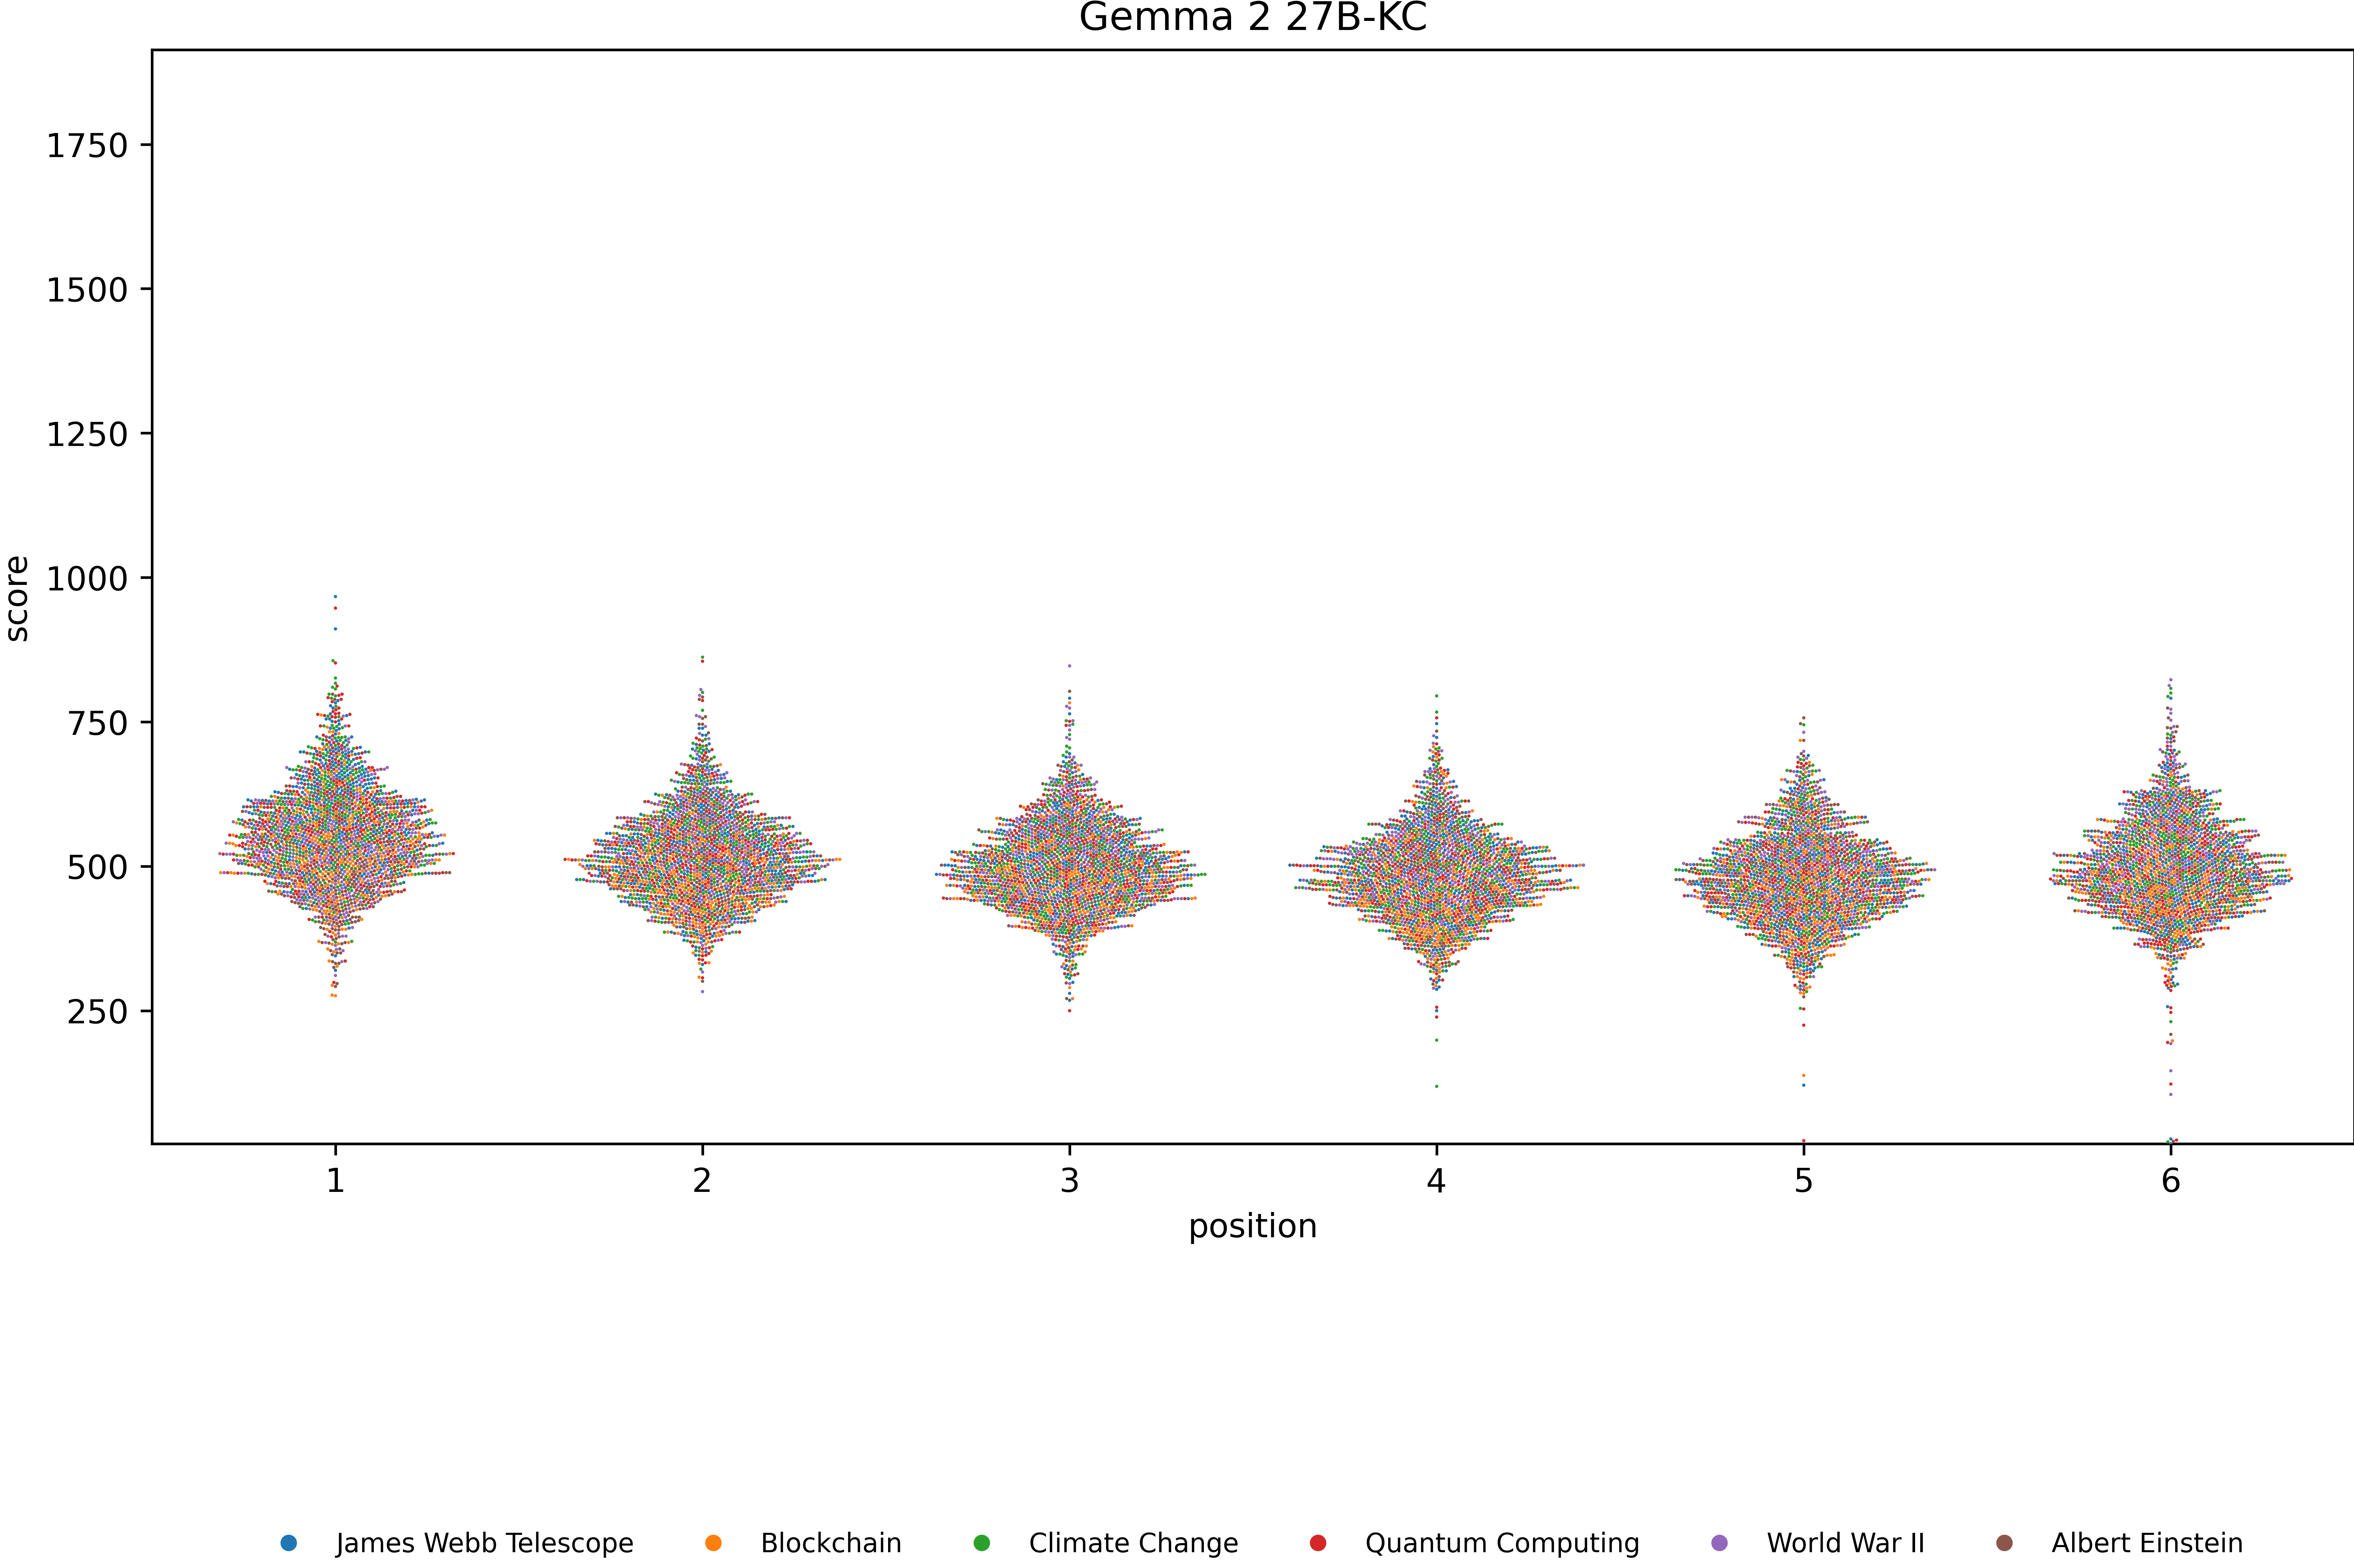 Gemma 2 27B-KC
1750
1500
1250
1000
750
500
250
score
1 2 3 4 5 6
position
James Webb Telescope Blockchain Climate Change Quantum Computing World War II Albert Einstein